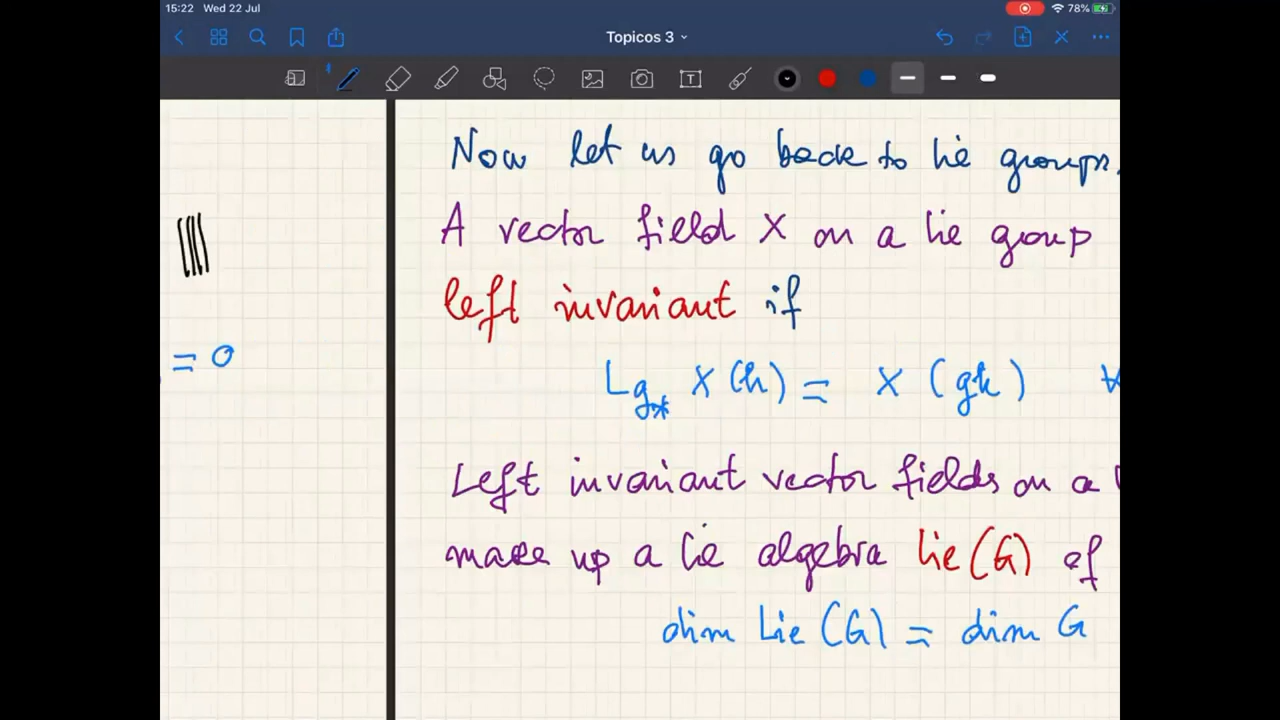 15:22 Wed 22 Jul
78%
Topicos 3
= 0
Now let us go back to Lie groups.
A vector field X on a Lie group
left invariant if
Lg* X(h) = X(gh) ∀
Left invariant vector fields on a
make up a Lie algebra Lie(G) of
dim Lie(G) = dim G